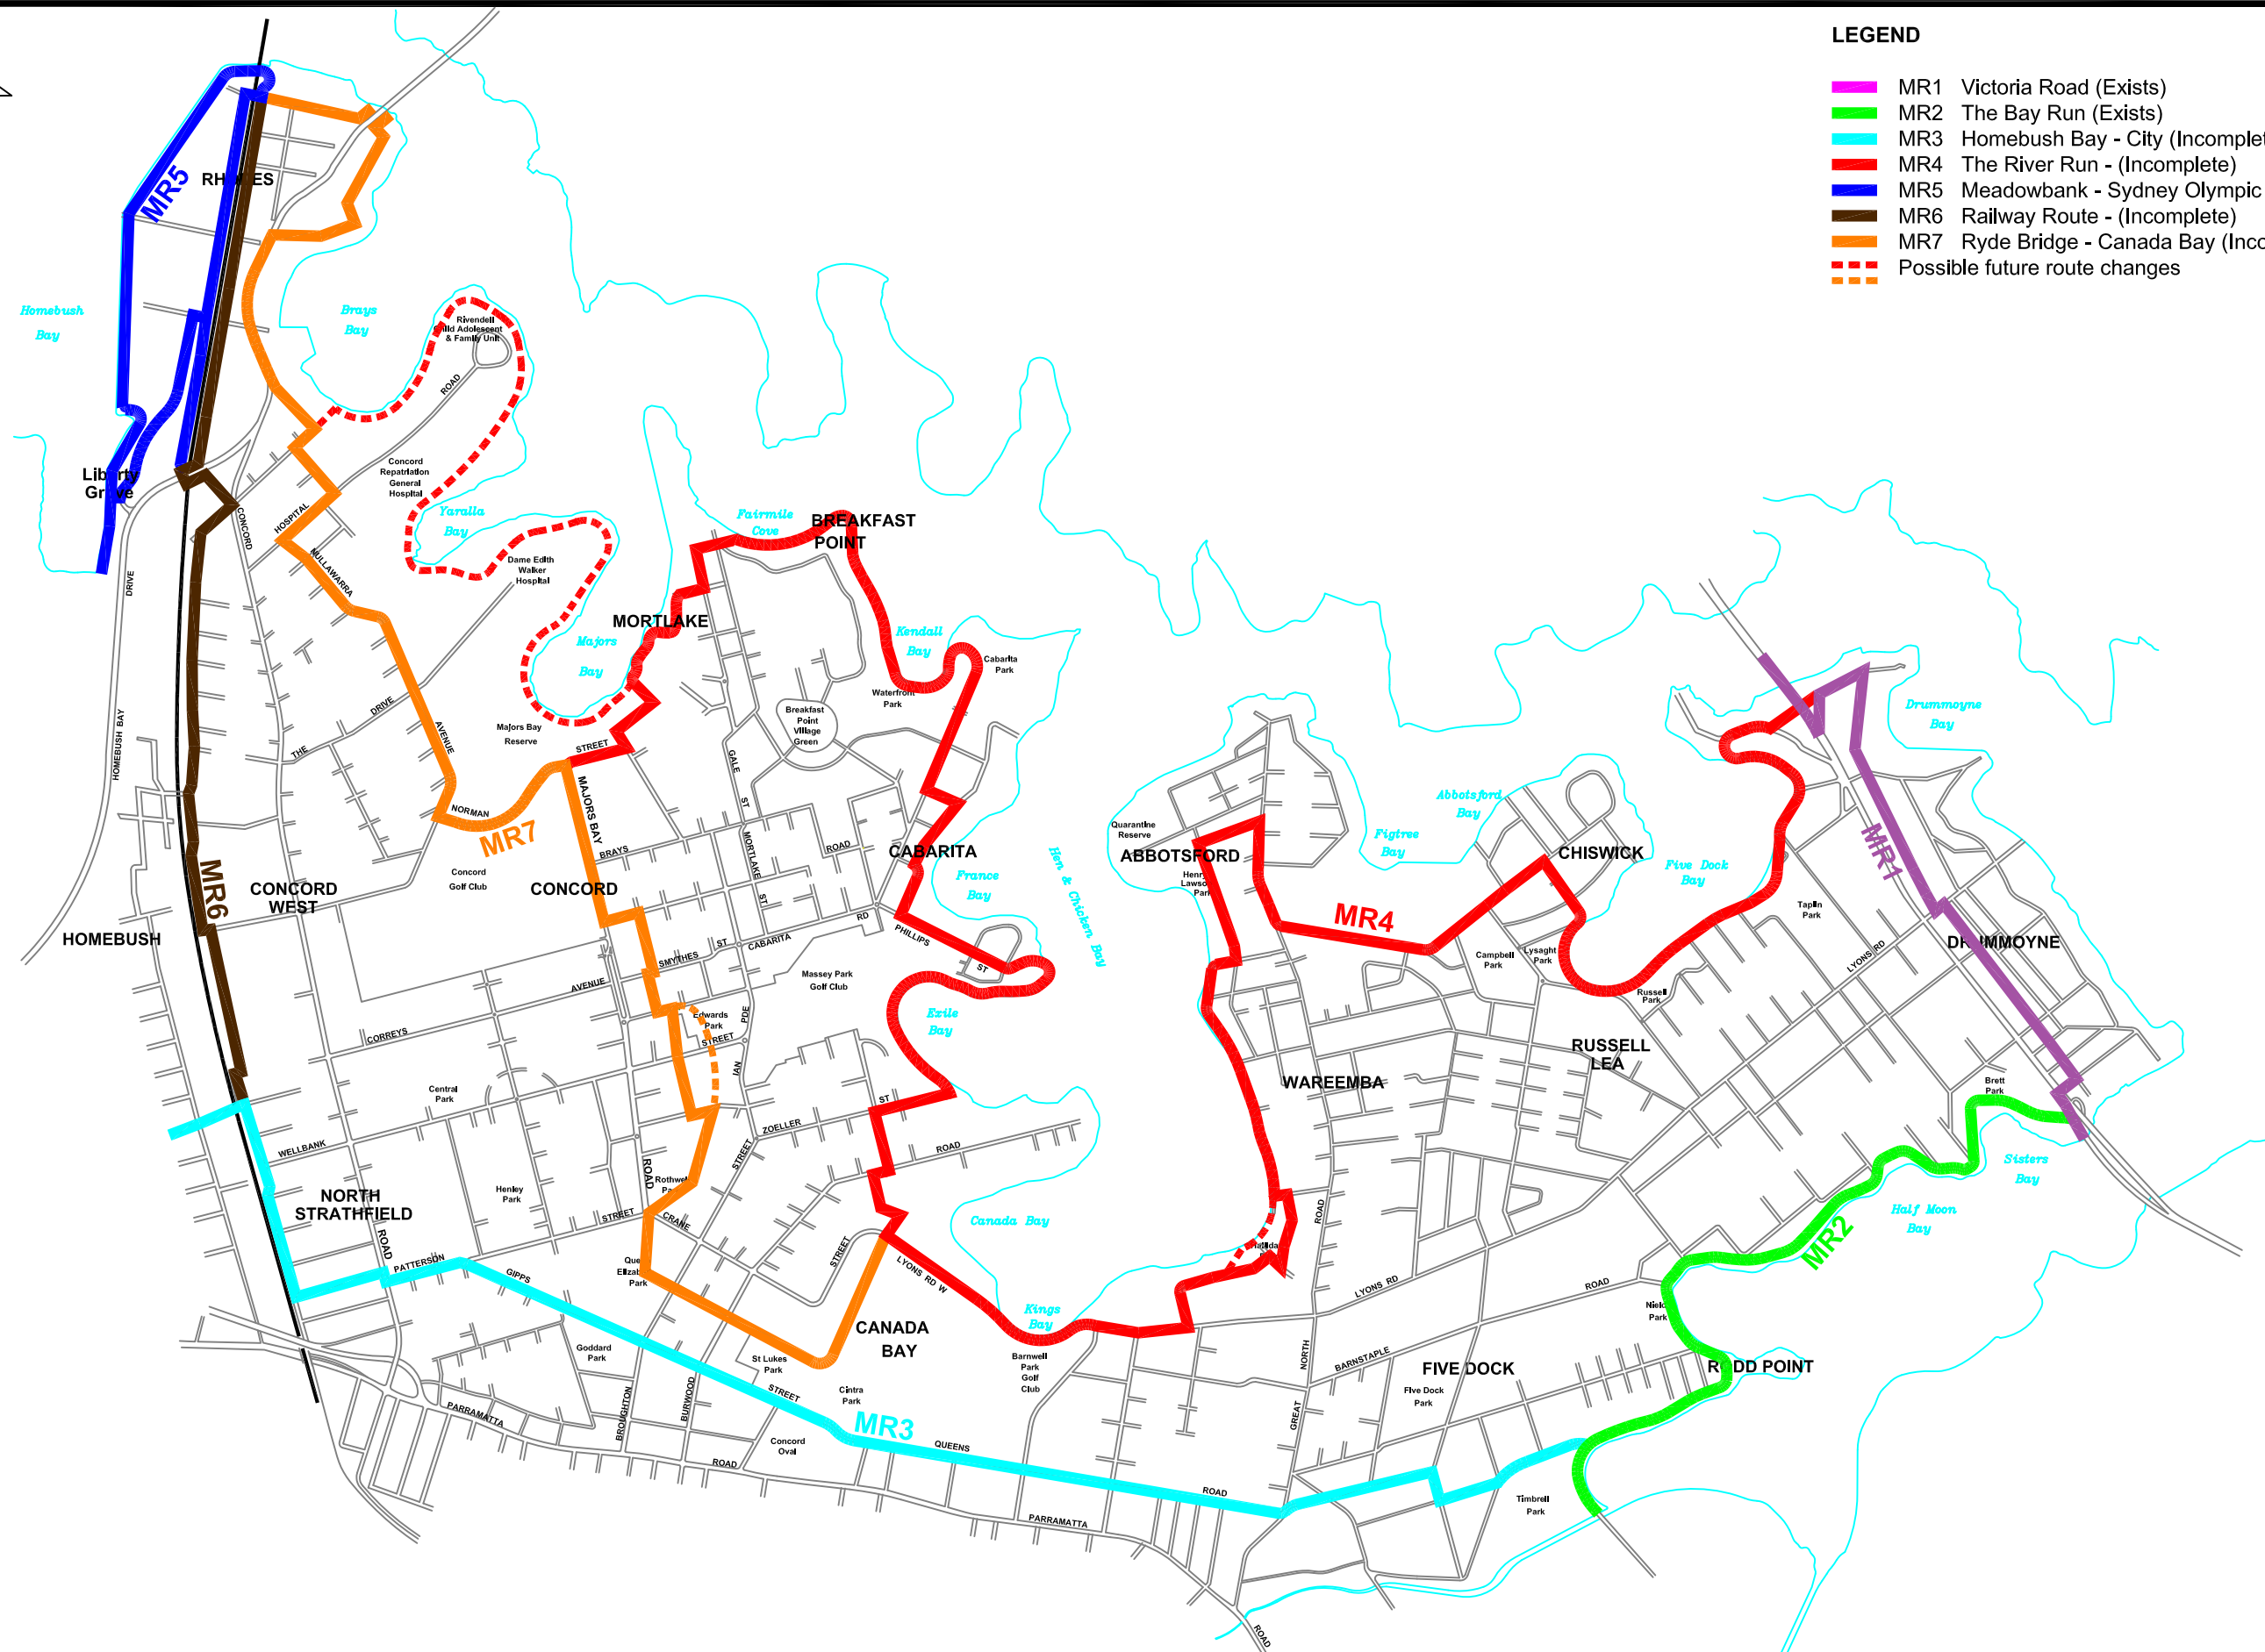 LEGEND
MR1 Victoria Road (Exists)
MR2 The Bay Run (Exists)
MR3 Homebush Bay - City (Incomplet
MR4 The River Run - (Incomplete)
MR5 Meadowbank - Sydney Olympic
MR6 Railway Route - (Incomplete)
MR7 Ryde Bridge - Canada Bay (Inco
Possible future route changes
MR5
Homebush
Bay
Brays
Bay
Rivendell
Child Adolescent
& Family Unit
ROAD
Liberty
Grove
Concord
Repatriation
General
Hospital
CONCORD
HOSPITAL
NULLAWARRA
Yaralla
Bay
Dame Edith
Walker
Hospital
DRIVE
Fairmile
Cove
BREAKFAST
POINT
MORTLAKE
Majors
Bay
Kendall
Bay
Cabarita
Park
Waterfront
Park
Breakfast
Point
Village
Green
Majors Bay
Reserve
STREET
DRIVE
THE
AVENUE
HOMEBUSH BAY
NORMAN
MR7
MAJORS BAY
GALE
ST
MORTLAKE
ST
BRAYS
ROAD
CABARITA
France
Bay
Hen & Chicken Bay
Concord
Golf Club
CONCORD
MR6
CONCORD
WEST
HOMEBUSH
PHILLIPS
ST
RD
CABARITA
ST
SMYTHES
AVENUE
CORREYS
Massey Park
Golf Club
Exile
Bay
Edwards
Park
STREET
PDE
IAN
Central
Park
ST
ZOELLER
STREET
WELLBANK
ROAD
ROAD
Henley
Park
NORTH
STRATHFIELD
STREET
CRANE
STREET
ROAD
PATTERSON
GIPPS
LYONS RD W
Canada Bay
Kings
Bay
CANADA
BAY
Goddard
Park
St Lukes
Park
STREET
Cintra
Park
Barnwell
Park
Golf
Club
BROUGHTON
BURWOOD
PARRAMATTA
Concord
Oval
ROAD
MR3
QUEENS
ROAD
PARRAMATTA
ROAD
Quarantine
Reserve
ABBOTSFORD
Figtree
Bay
Abbotsford
Bay
CHISWICK
Five Dock
Bay
MR4
Campbell
Park
Lysaght
Park
Russell
Park
Taplin
Park
LYONS RD
Drummoyne
Bay
MR1
DRUMMOYNE
RUSSELL
LEA
WAREEMBA
Brett
Park
Sisters
Bay
Half Moon
Bay
MR2
ROAD
LYONS RD
ROAD
BARNSTAPLE
NORTH
GREAT
FIVE DOCK
Five Dock
Park
RODD POINT
Timbrell
Park